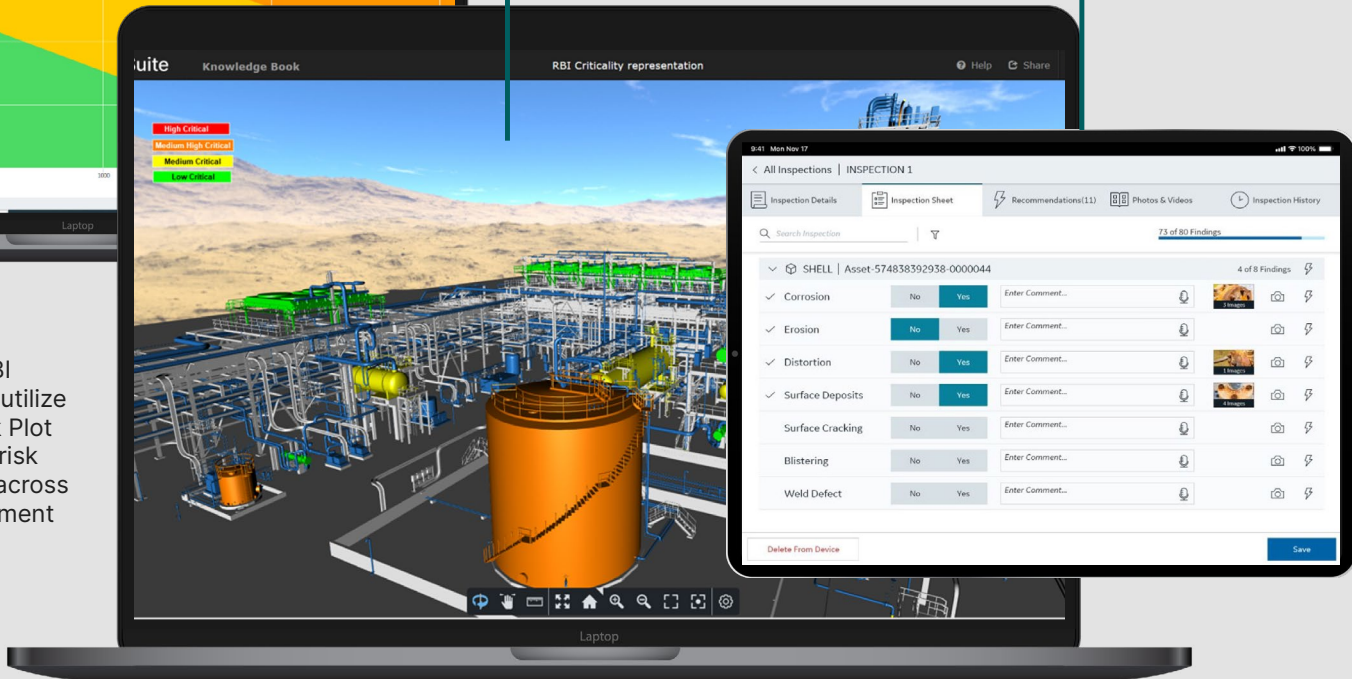 1000
Laptop
BI
utilize
Plot
risk
across
ment
uite Knowledge Book RBI Criticality representation Help Share
High Critical
Medium High Critical
Medium Critical
Low Critical
Laptop
9:41 Mon Nov 17 100%
All Inspections | INSPECTION 1
Inspection Details Inspection Sheet Recommendations(11) Photos & Videos Inspection History
Search Inspection 73 of 80 Findings
SHELL | Asset-574838392938-0000044 4 of 8 Findings
Corrosion No Yes Enter Comment... 3 Images
Erosion No Yes Enter Comment...
Distortion No Yes Enter Comment... 1 Images
Surface Deposits No Yes Enter Comment... 4 Images
Surface Cracking No Yes Enter Comment...
Blistering No Yes Enter Comment...
Weld Defect No Yes Enter Comment...
Delete From Device Save